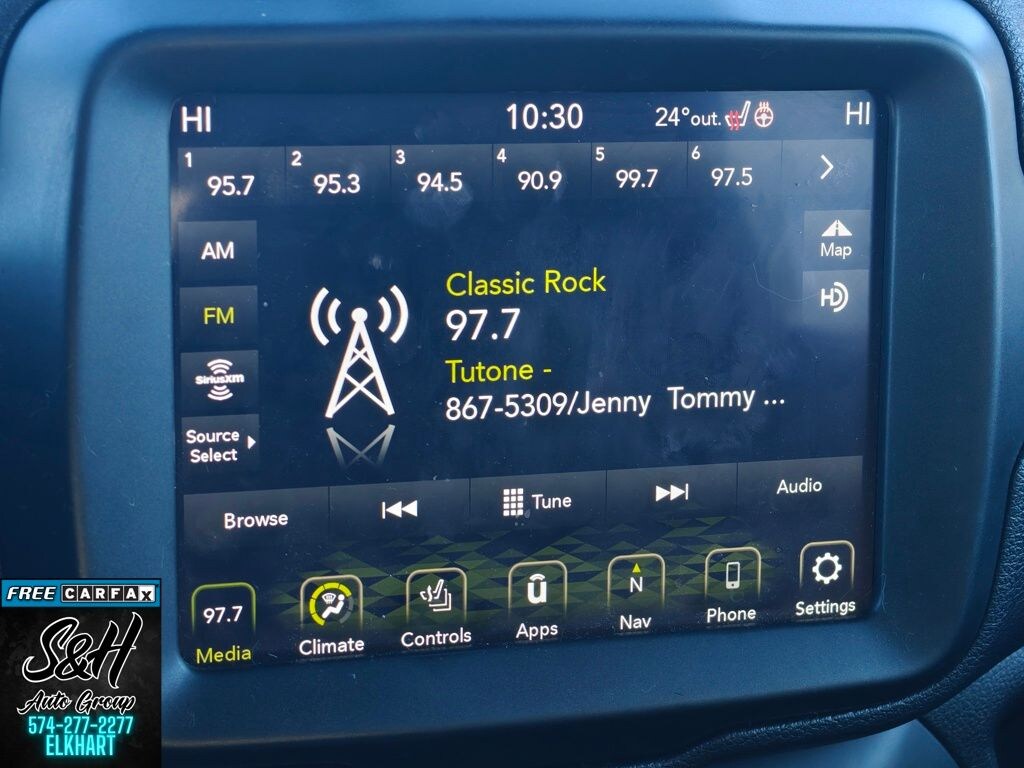 HI 10:30 24°out. HI
1 95.7 2 95.3 3 94.5 4 90.9 5 99.7 6 97.5
AM
FM
SiriusXM
Source
Select
Classic Rock
97.7
Tutone -
867-5309/Jenny Tommy ...
Map
HD
Browse Tune Audio
97.7 Media
Climate
Controls
u Apps
N Nav
Phone
Settings
FREE CARFAX
S&H
Auto Group
574-277-2277
ELKHART